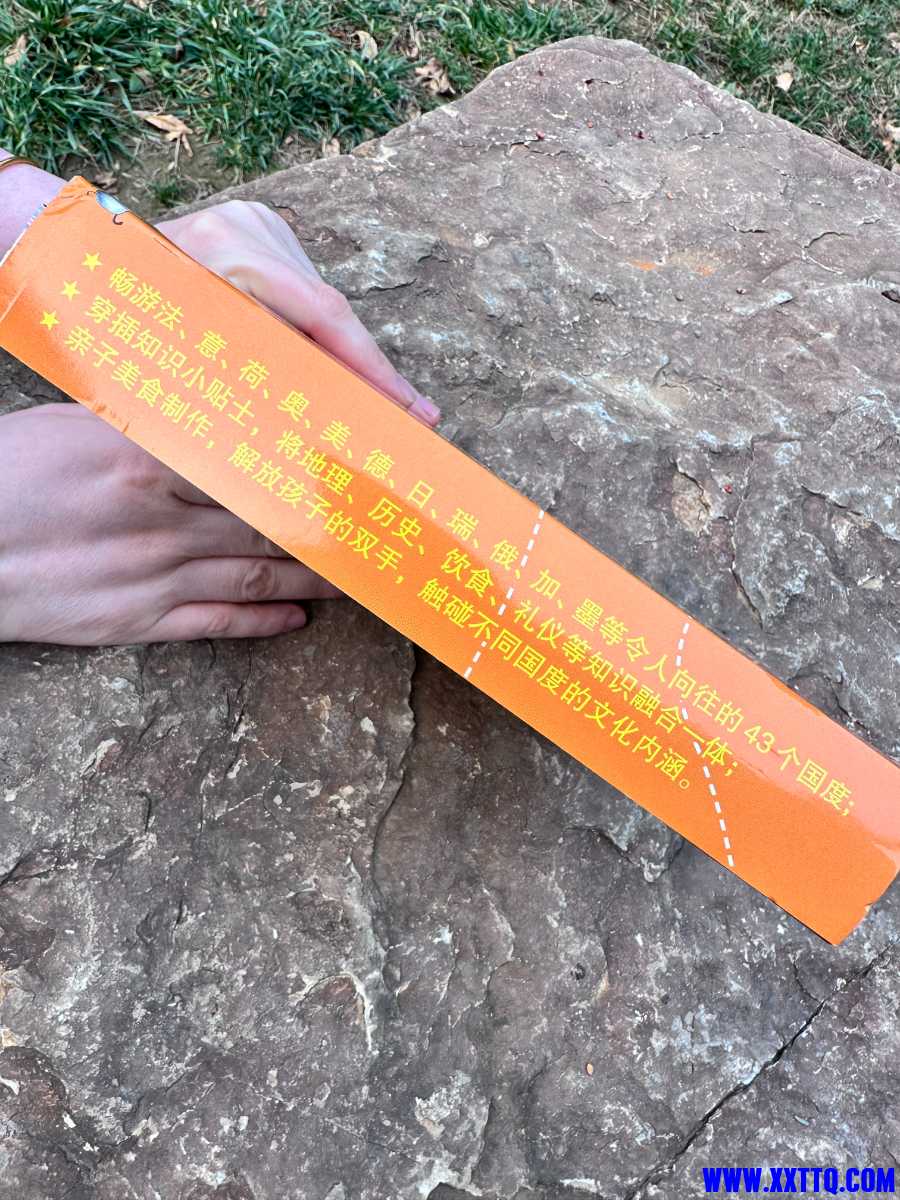 ★ 畅游法、意、荷、奥、美、德、日、瑞、俄、加、墨等令人向往的 43 个国度；
★ 穿插知识小贴士，将地理、历史、饮食、礼仪等知识融合一体；
★ 亲子美食制作，解放孩子的双手，触碰不同国度的文化内涵。
WWW.XXTTQ.COM